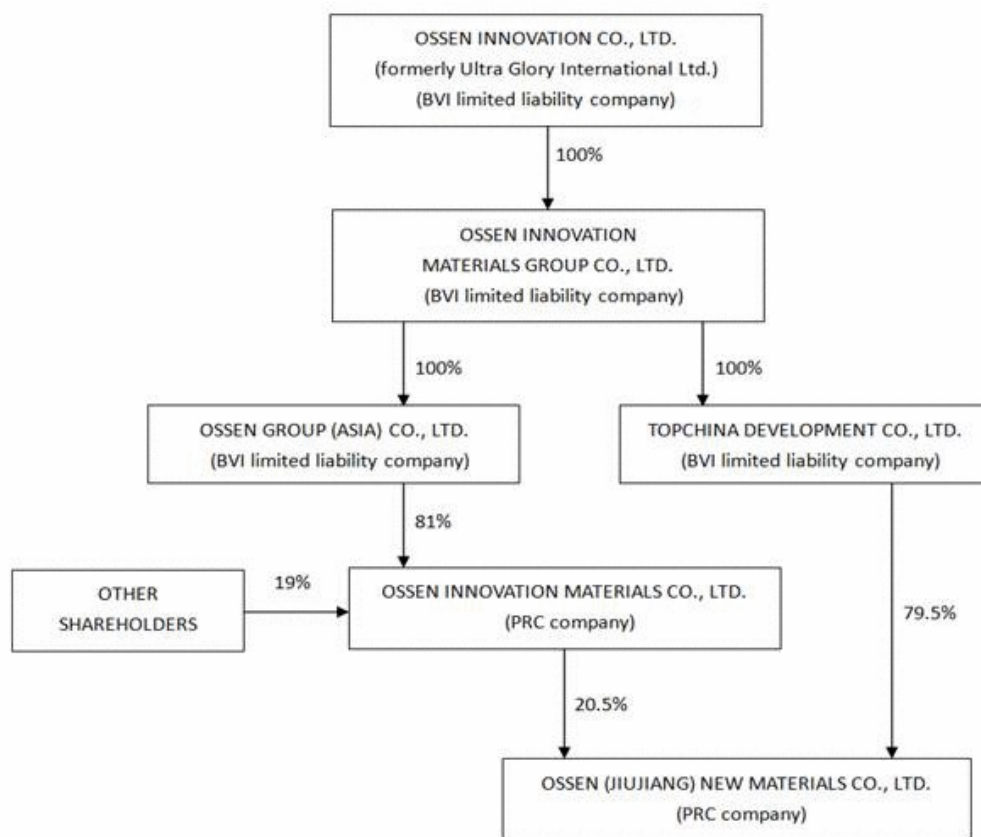 OSSEN INNOVATION CO., LTD.
(formerly Ultra Glory International Ltd.)
(BVI limited liability company)
100%
OSSEN INNOVATION
MATERIALS GROUP CO., LTD.
(BVI limited liability company)
100%
100%
OSSEN GROUP (ASIA) CO., LTD.
(BVI limited liability company)
TOPCHINA DEVELOPMENT CO., LTD.
(BVI limited liability company)
81%
OTHER
SHAREHOLDERS
19%
OSSEN INNOVATION MATERIALS CO., LTD.
(PRC company)
79.5%
20.5%
OSSEN (JIUJIANG) NEW MATERIALS CO., LTD.
(PRC company)